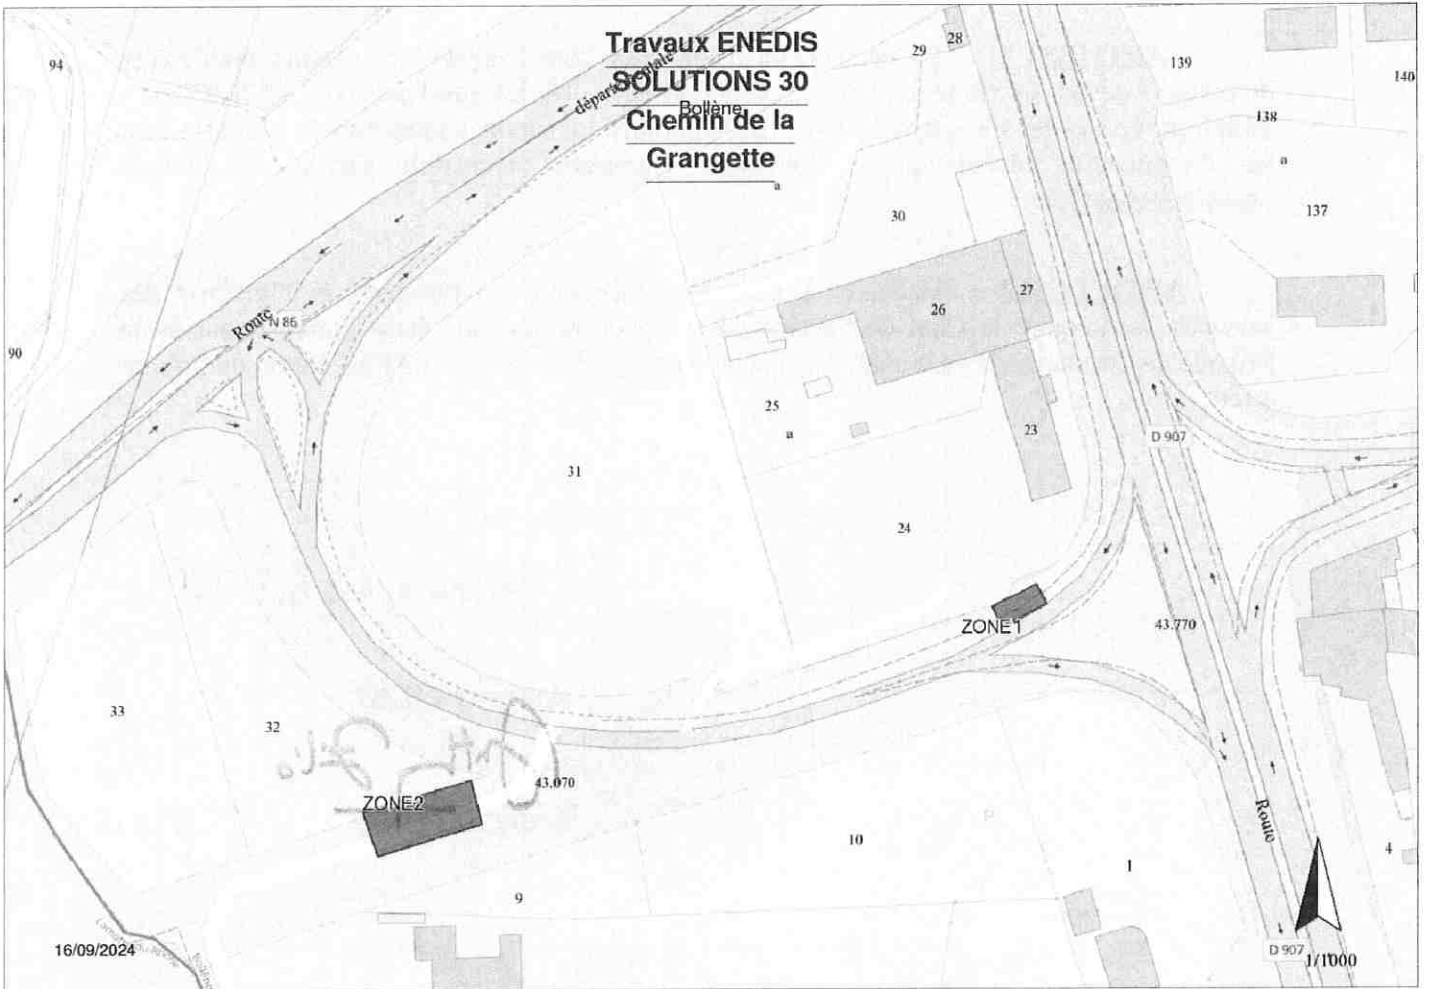 Travaux ENEDIS
SOLUTIONS 30
Chemin de la
Grangette
départementale
Bollène
94
29
28
139
140
138
a
137
a
30
27
26
N 86
Route
90
25
a
23
D 907
31
24
ZONE 1
43.770
33
32
ZONE2
43.070
10
P
1
Route
4
9
16/09/2024
D 907
1/1000